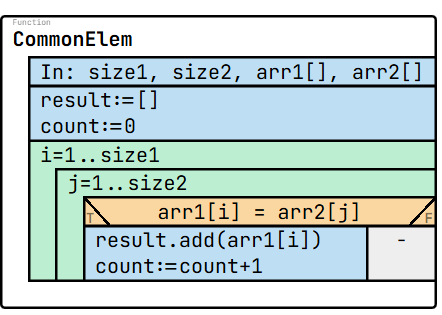 Function
CommonElem
In: size1, size2, arr1[], arr2[]
result:=[]
count:=0
i=1..size1
j=1..size2
arr1[i] = arr2[j]
T
F
result.add(arr1[i])
-
count:=count+1